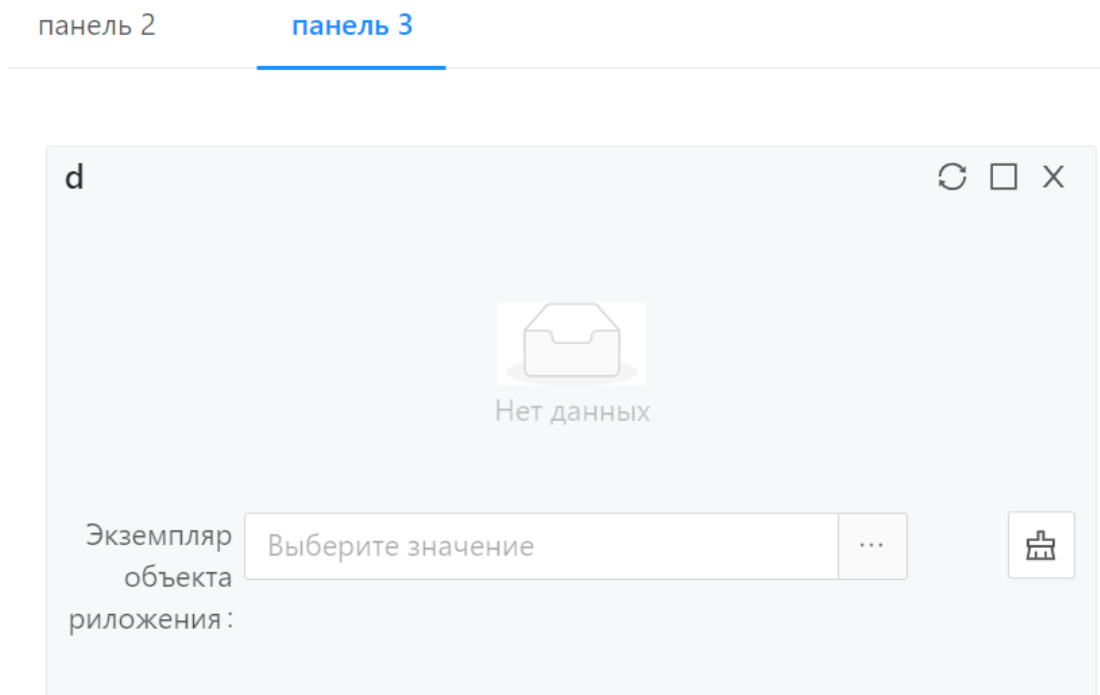 панель 2 панель 3
d
Нет данных
Экземпляр
объекта
риложения:
Выберите значение ...